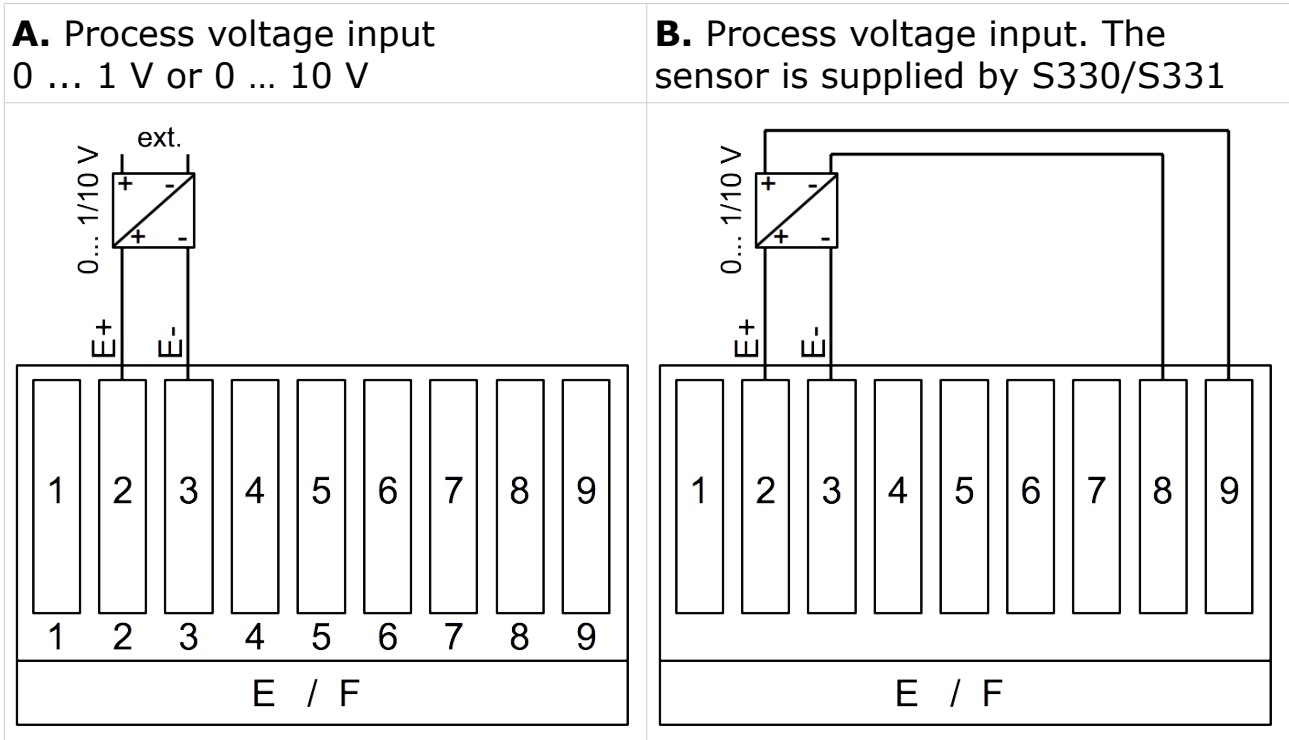 A. Process voltage input
0 ... 1 V or 0 … 10 V
B. Process voltage input. The
sensor is supplied by S330/S331
ext.
0... 1/10 V
+ -
+ -
E+ E-
1 2 3 4 5 6 7 8 9
1 2 3 4 5 6 7 8 9
E / F
0... 1/10 V
+ -
+ -
E+ E-
1 2 3 4 5 6 7 8 9
E / F